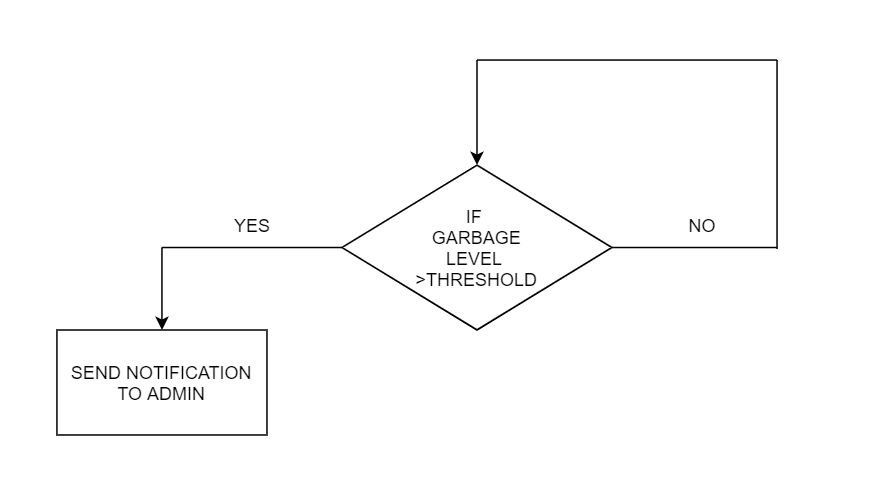 YES
IF
GARBAGE
LEVEL
>THRESHOLD
NO
SEND NOTIFICATION
TO ADMIN